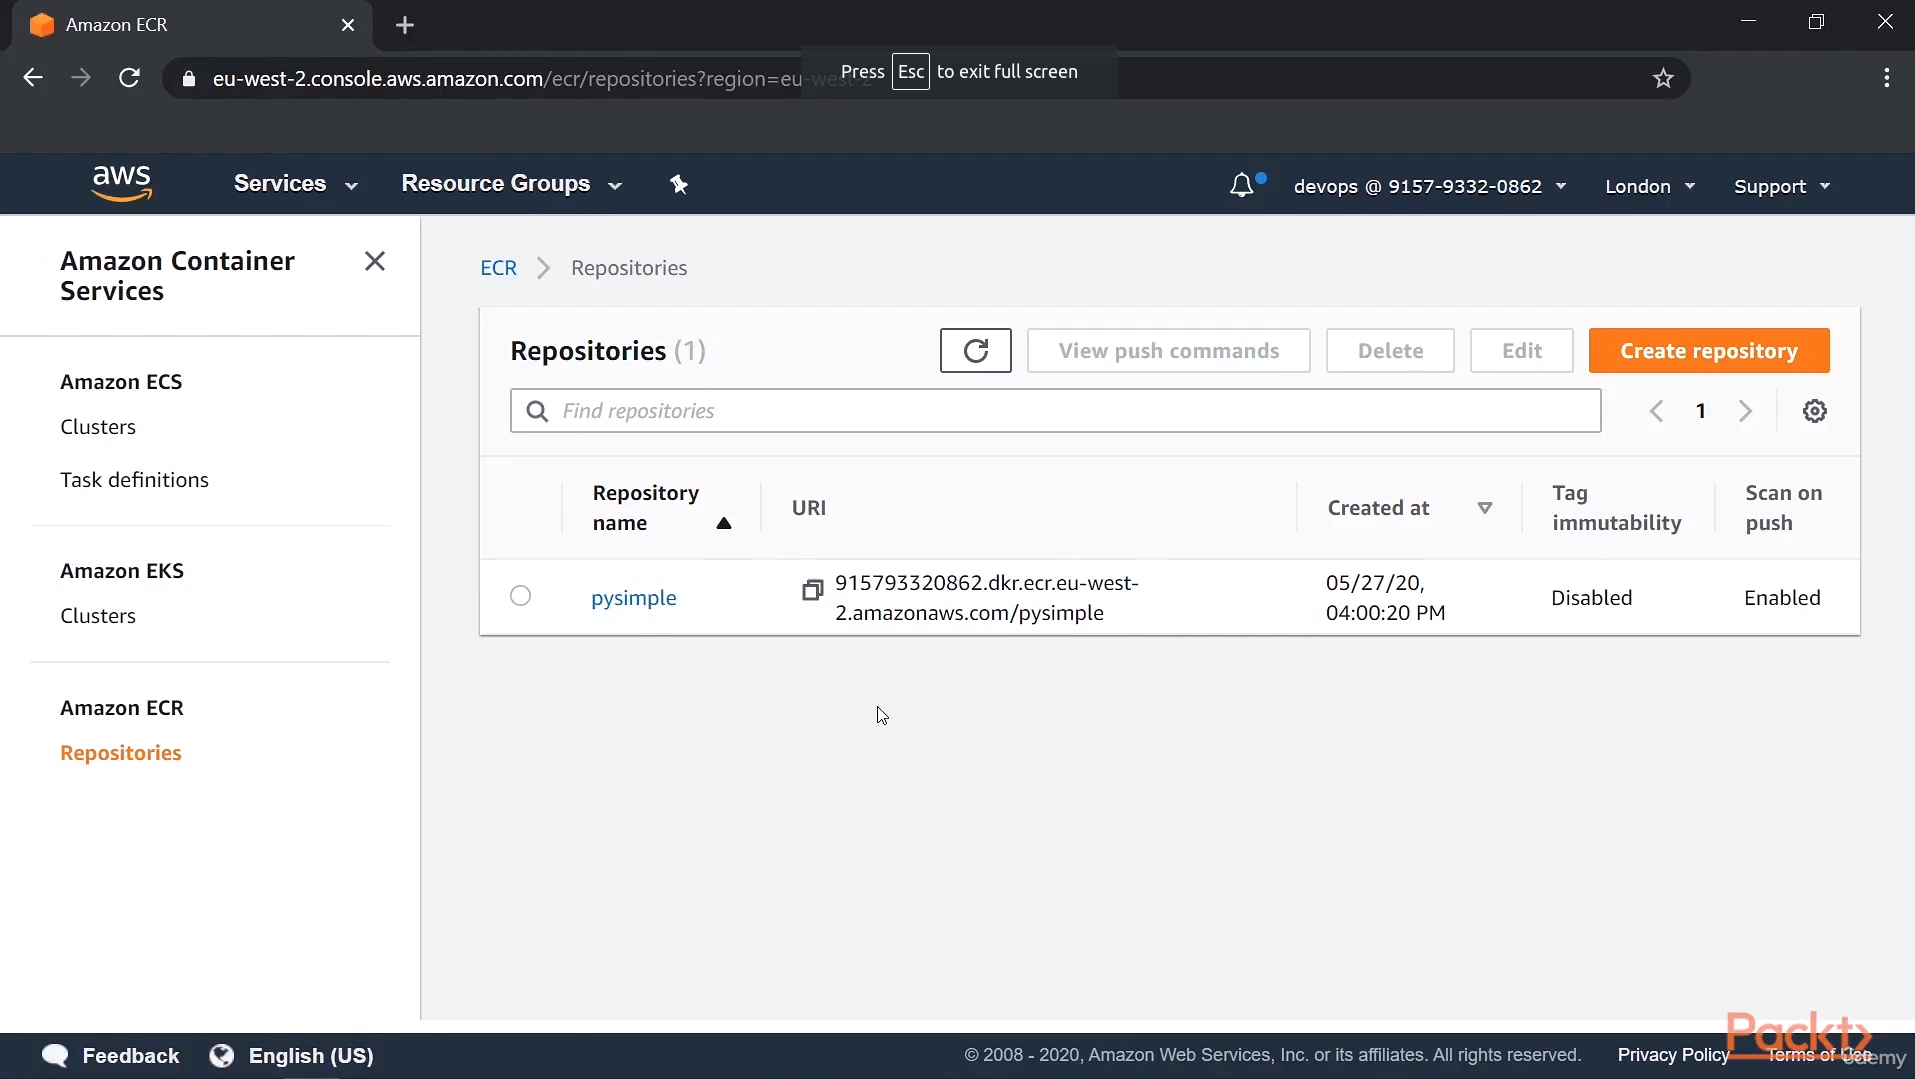 Amazon ECR
eu-west-2.console.aws.amazon.com/ecr/repositories?region=eu-west-2
Press Esc to exit full screen
aws
Services
Resource Groups
devops @ 9157-9332-0862
London
Support
Amazon Container
Services
ECR
Repositories
Repositories (1)
View push commands
Delete
Edit
Create repository
Find repositories
1
Amazon ECS
Clusters
Task definitions
Amazon EKS
Clusters
Amazon ECR
Repositories
Repository
name
URI
Created at
Tag
immutability
Scan on
push
pysimple
915793320862.dkr.ecr.eu-west-
2.amazonaws.com/pysimple
05/27/20,
04:00:20 PM
Disabled
Enabled
Feedback
English (US)
© 2008 - 2020, Amazon Web Services, Inc. or its affiliates. All rights reserved.
Privacy Policy
Terms of Use
Packt>
udemy